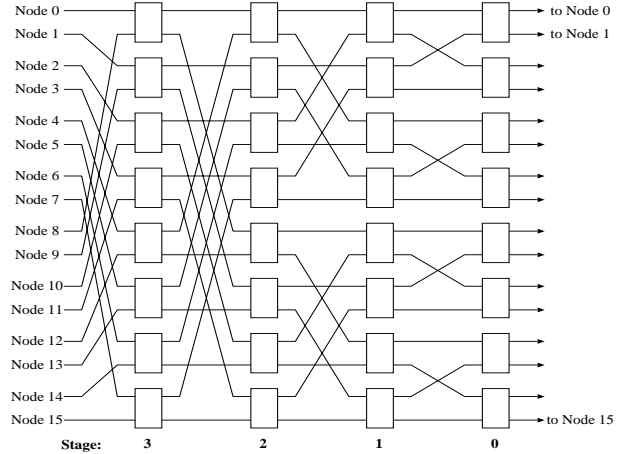 Node 0
to Node 0
Node 1
to Node 1
Node 2
Node 3
Node 4
Node 5
Node 6
Node 7
Node 8
Node 9
Node 10
Node 11
Node 12
Node 13
Node 14
Node 15
to Node 15
Stage: 3 2 1 0